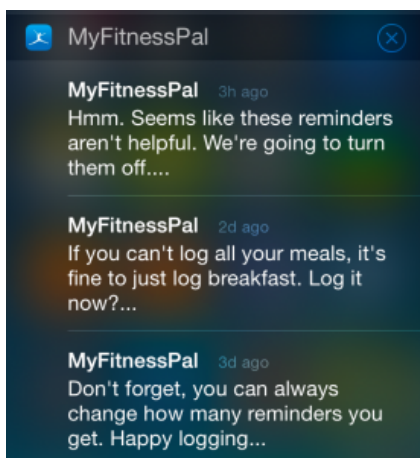 MyFitnessPal
MyFitnessPal 3h ago
Hmm. Seems like these reminders
aren't helpful. We're going to turn
them off....
MyFitnessPal 2d ago
If you can't log all your meals, it's
fine to just log breakfast. Log it
now?...
MyFitnessPal 3d ago
Don't forget, you can always
change how many reminders you
get. Happy logging...